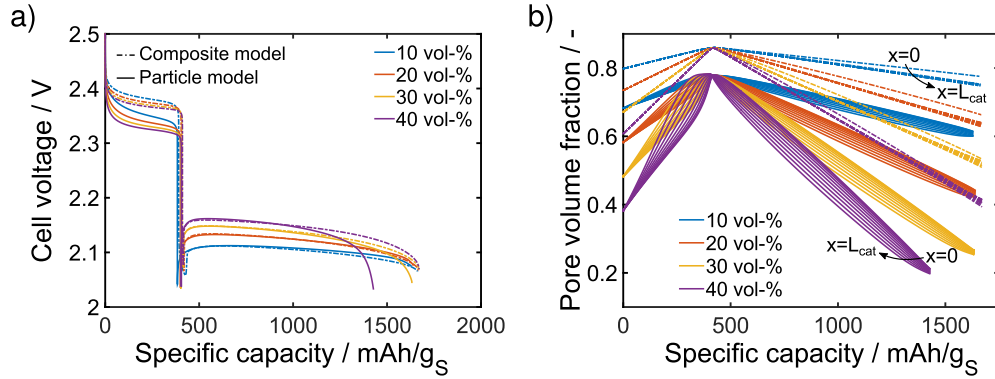 a)
Cell voltage / V
2.5
2.4
2.3
2.2
2.1
2
Composite model
Particle model
10 vol-%
20 vol-%
30 vol-%
40 vol-%
0
500
1000
1500
2000
Specific capacity / mAh/gS
b)
Pore volume fraction / -
0.8
0.6
0.4
0.2
x=0
x=Lcat
10 vol-%
20 vol-%
30 vol-%
40 vol-%
x=Lcat
x=0
0
500
1000
1500
Specific capacity / mAh/gS